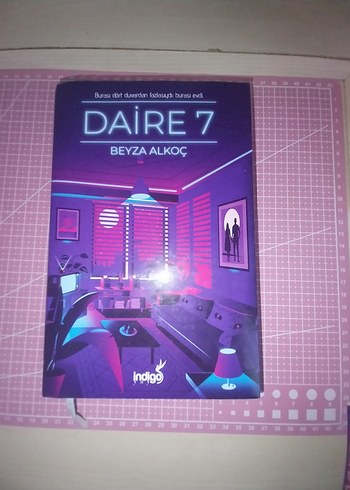 Burası dört duvardan fazlasıydı, burası evdi.
DAİRE 7
BEYZA ALKOÇ
indigo